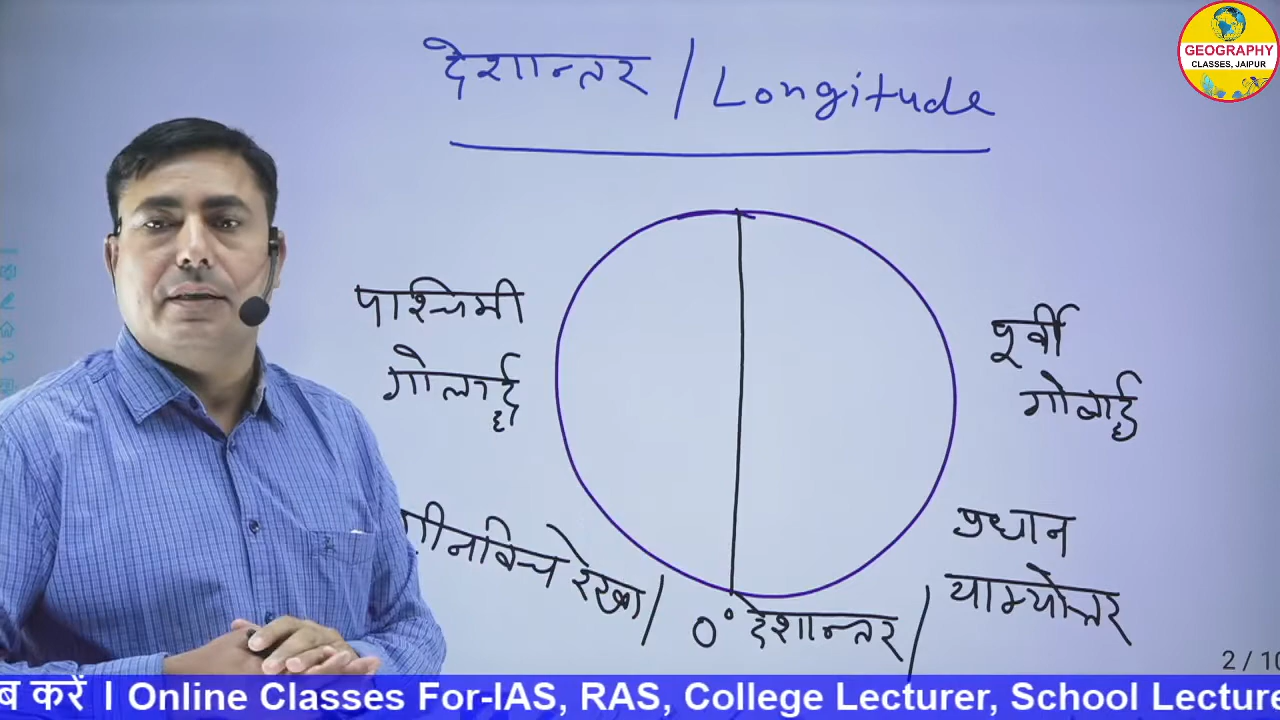 देशान्तर / Longitude
GEOGRAPHY
CLASSES, JAIPUR
पाश्चिमी
गोलार्द्ध
पूर्वी
गोलार्द्ध
ग्रीनविच रेखा / 0° देशान्तर / प्रधान
याम्योत्तर
2 / 10
ब करें । Online Classes For-IAS, RAS, College Lecturer, School Lecture